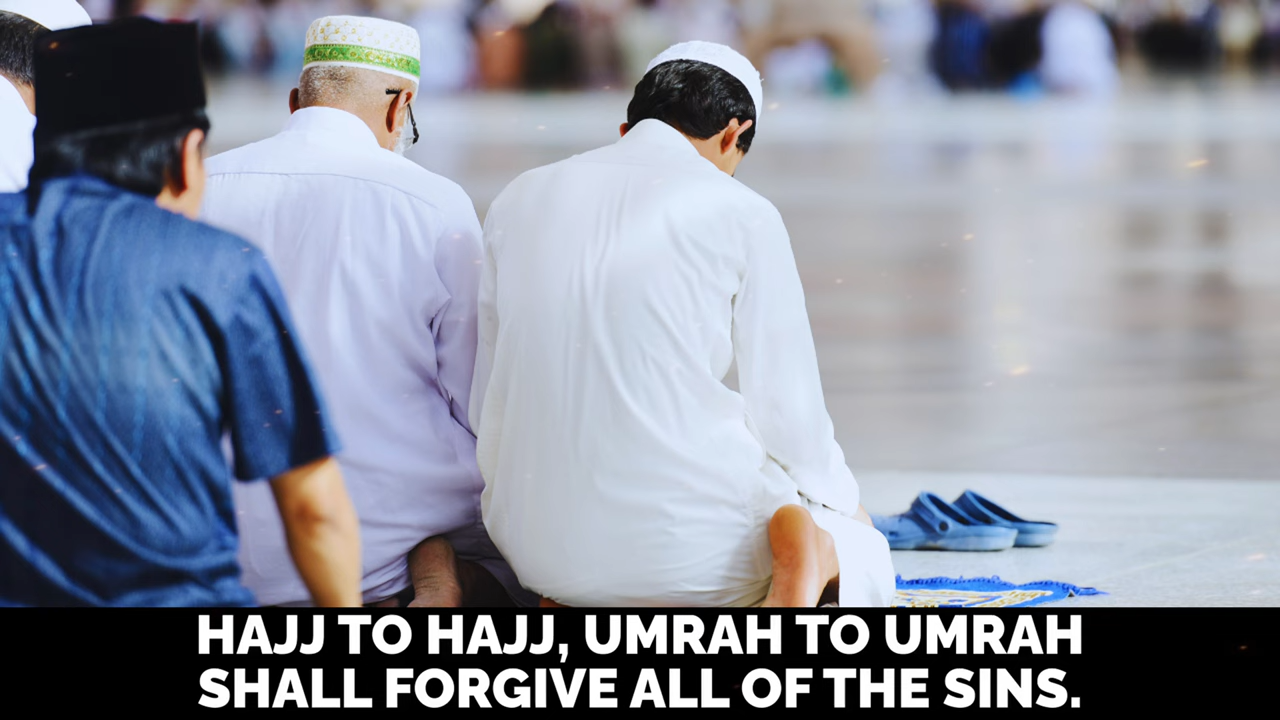 HAJJ TO HAJJ, UMRAH TO UMRAH
SHALL FORGIVE ALL OF THE SINS.